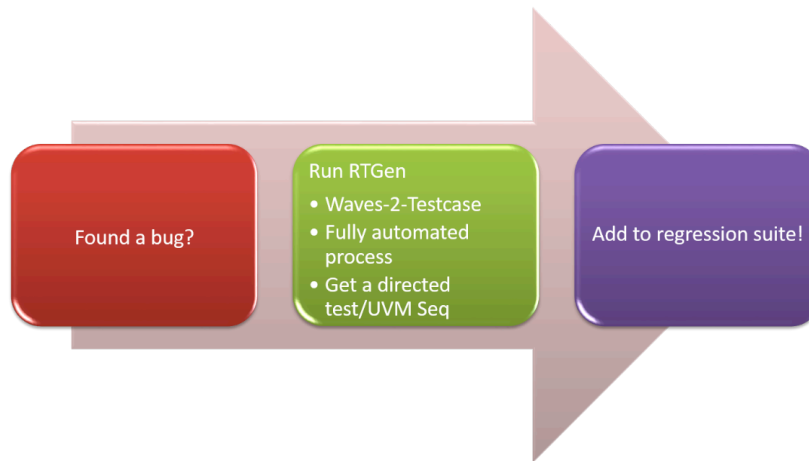 Found a bug?
Run RTGen
• Waves-2-Testcase
• Fully automated
process
• Get a directed
test/UVM Seq
Add to regression suite!